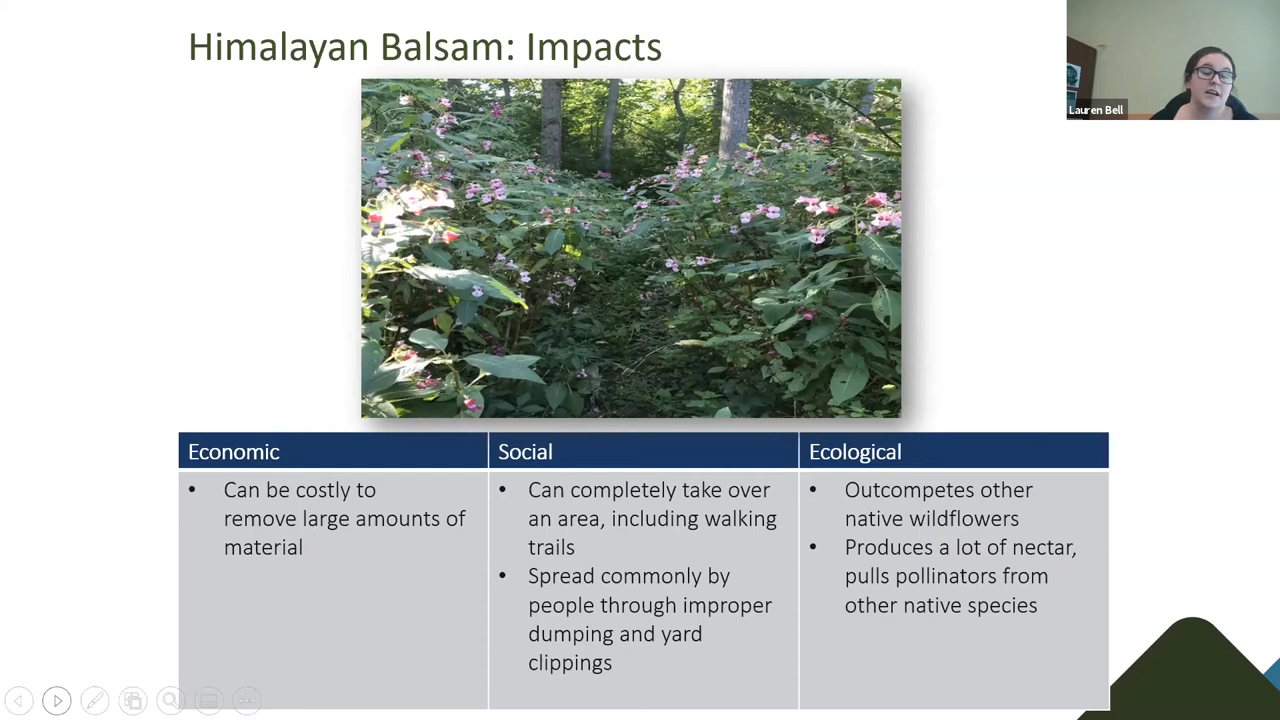 Himalayan Balsam: Impacts
Lauren Bell
Economic
• Can be costly to
remove large amounts of
material
Social
• Can completely take over
an area, including walking
trails
• Spread commonly by
people through improper
dumping and yard
clippings
Ecological
• Outcompetes other
native wildflowers
• Produces a lot of nectar,
pulls pollinators from
other native species